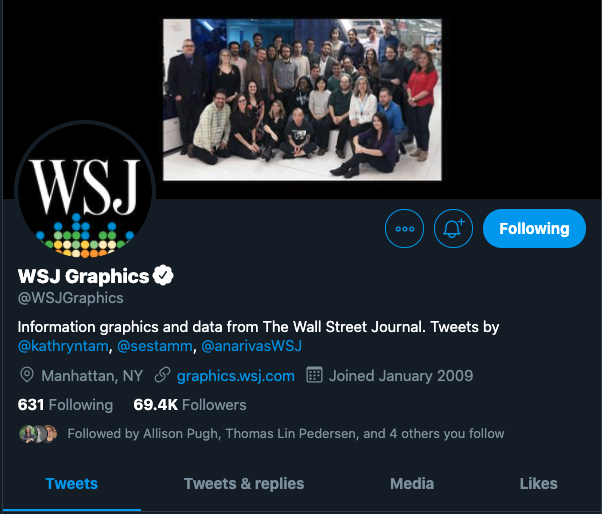 WSJ
Following
WSJ Graphics
@WSJGraphics
Information graphics and data from The Wall Street Journal. Tweets by
@kathryntam, @sestamm, @anarivasWSJ
Manhattan, NY graphics.wsj.com Joined January 2009
631 Following 69.4K Followers
Followed by Allison Pugh, Thomas Lin Pedersen, and 4 others you follow
Tweets Tweets & replies Media Likes